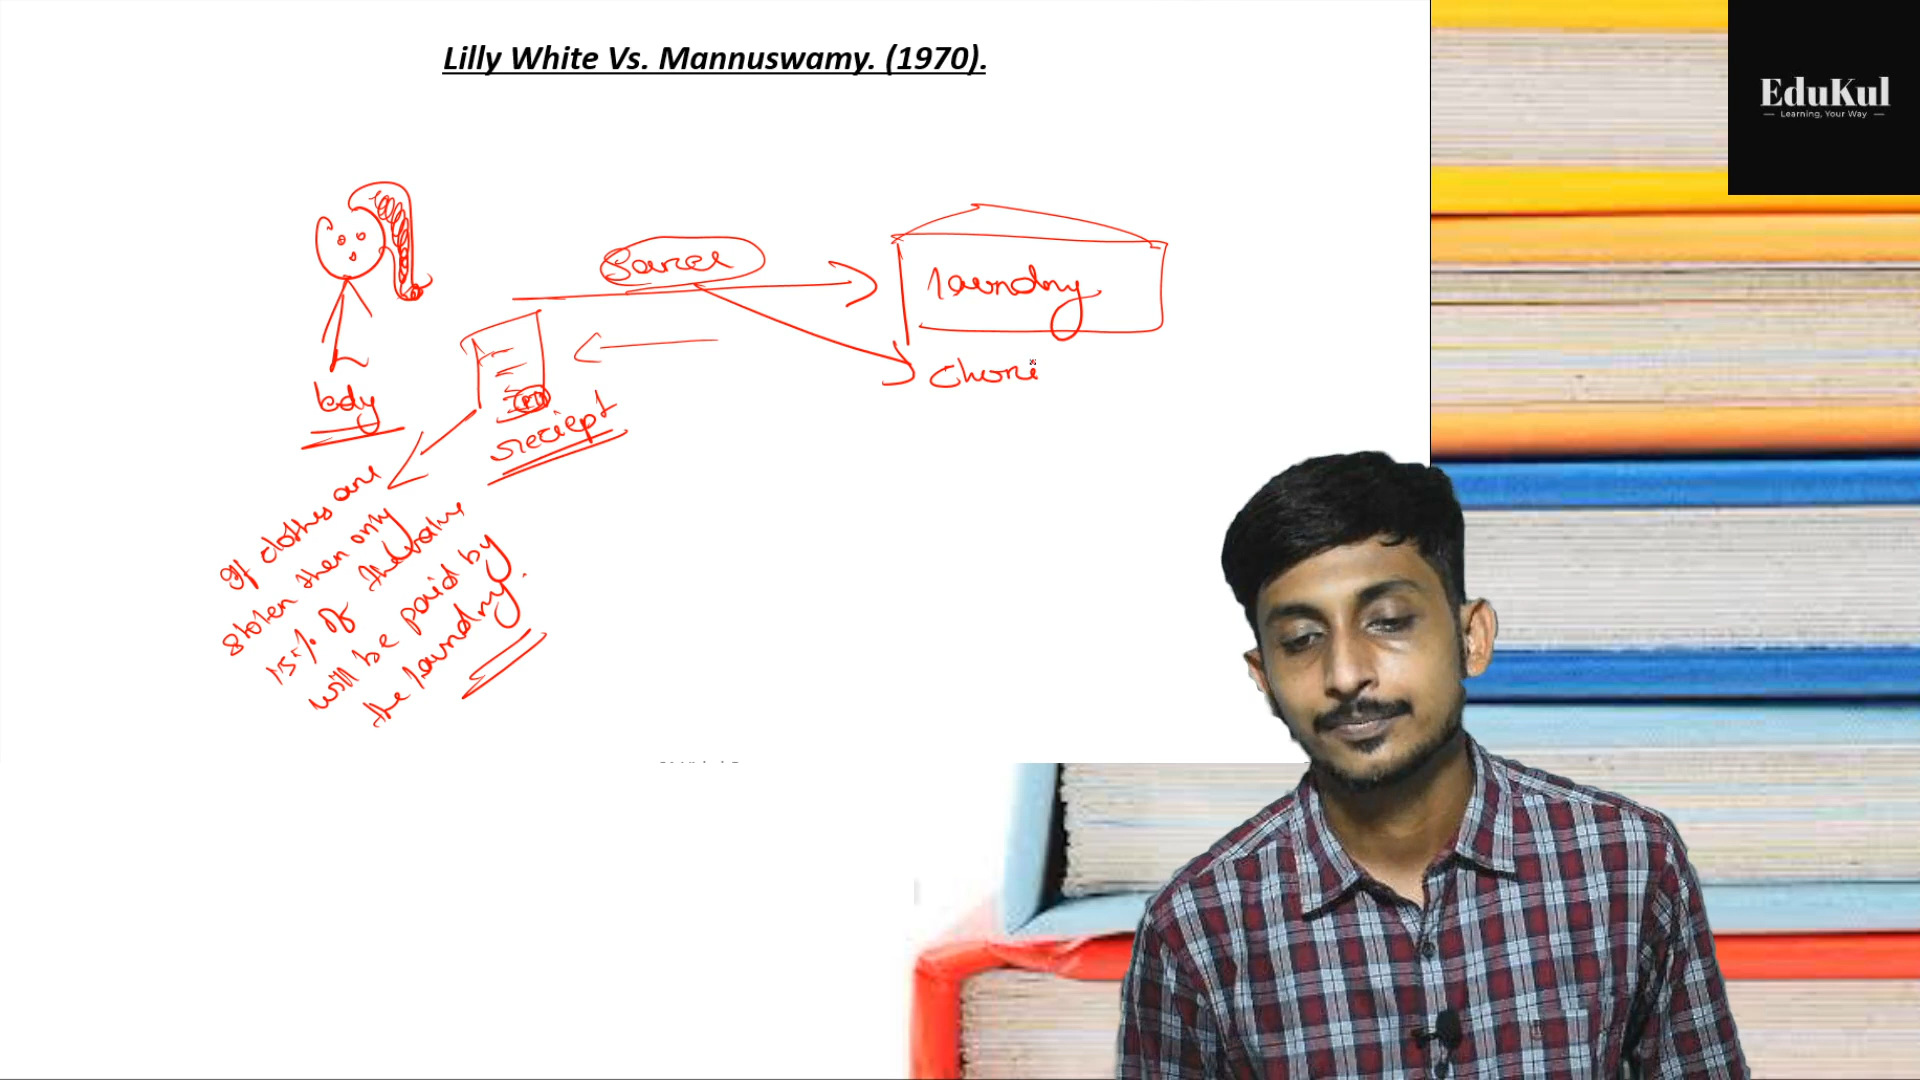 Lilly White Vs. Mannuswamy. (1970).
EduKul
— Learning, Your Way —
Saree
laundry
Chori
lady
reciept
If clothes are
stolen then only
15% of the value
will be paid by
the laundry.